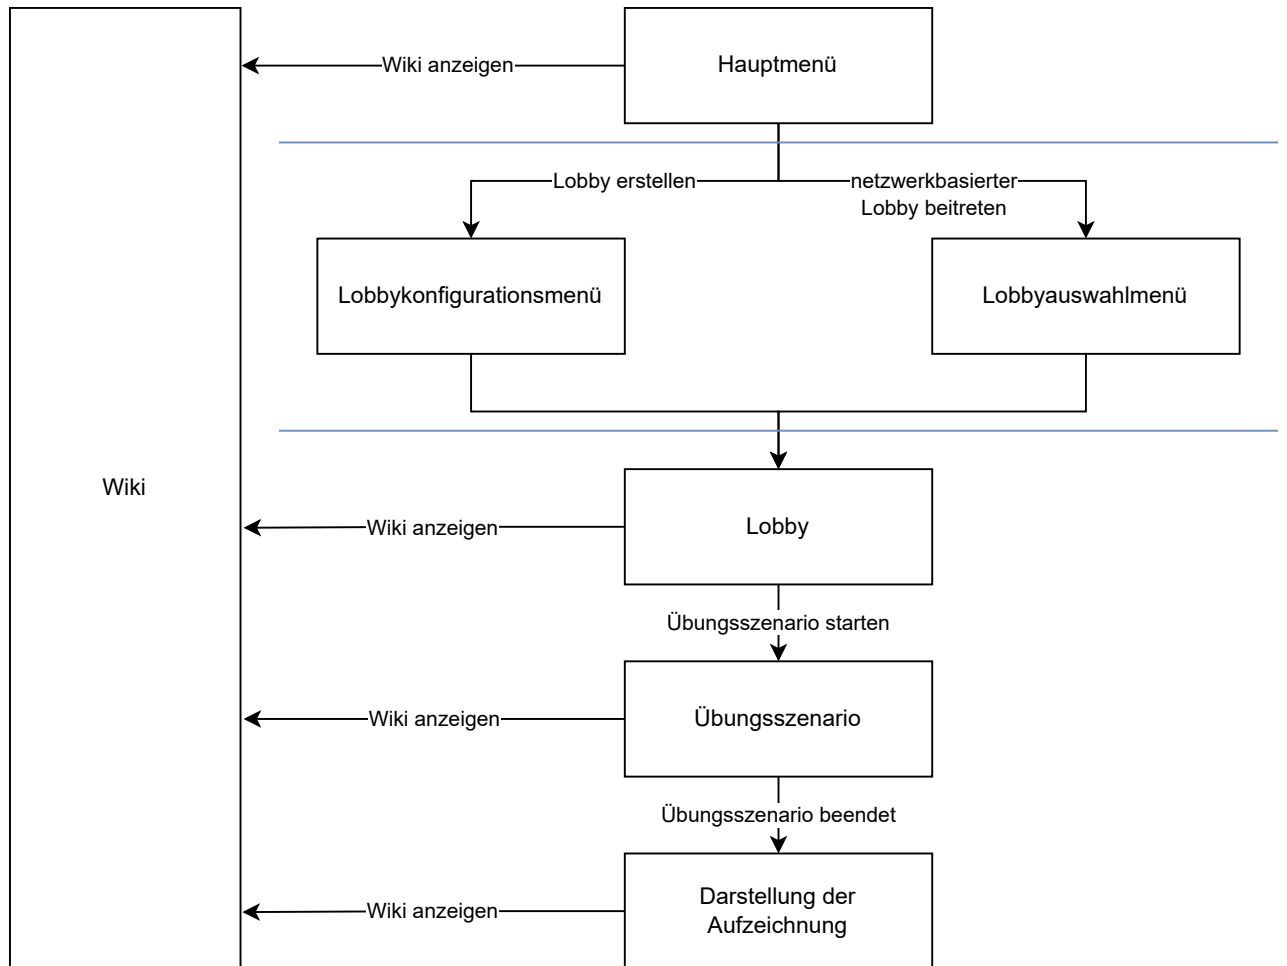 Wiki anzeigen
Hauptmenü
Lobby erstellen
netzwerkbasierter
Lobby beitreten
Lobbykonfigurationsmenü
Lobbyauswahlmenü
Wiki
Wiki anzeigen
Lobby
Übungsszenario starten
Wiki anzeigen
Übungsszenario
Übungsszenario beendet
Wiki anzeigen
Darstellung der
Aufzeichnung